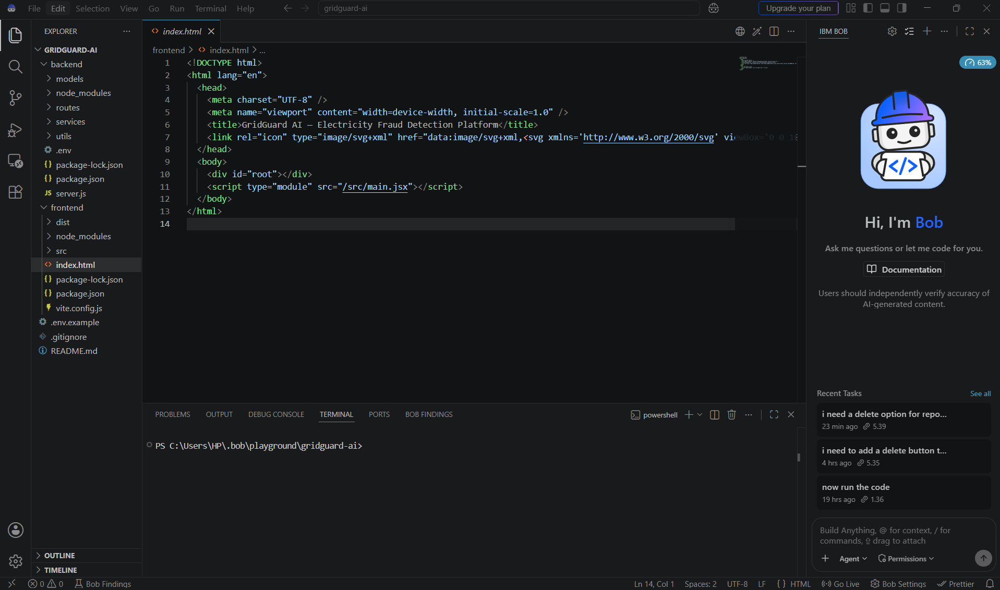 File Edit Selection View Go Run Terminal Help
gridguard-ai
Upgrade your plan
EXPLORER
GRIDGUARD-AI
backend
models
node_modules
routes
services
utils
.env
package-lock.json
package.json
JS server.js
frontend
dist
node_modules
src
index.html
package-lock.json
package.json
vite.config.js
.env.example
.gitignore
README.md
OUTLINE
TIMELINE
index.html
frontend > <> index.html > ...
1 <!DOCTYPE html>
2 <html lang="en">
3 <head>
4 <meta charset="UTF-8" />
5 <meta name="viewport" content="width=device-width, initial-scale=1.0" />
6 <title>GridGuard AI — Electricity Fraud Detection Platform</title>
7 <link rel="icon" type="image/svg+xml" href="data:image/svg+xml,<svg xmlns='http://www.w3.org/2000/svg' viewBox='0 0 10
8 </head>
9 <body>
10 <div id="root"></div>
11 <script type="module" src="/src/main.jsx"></script>
12 </body>
13 </html>
14
PROBLEMS OUTPUT DEBUG CONSOLE TERMINAL PORTS BOB FINDINGS
powershell
PS C:\Users\HP\.bob\playground\gridguard-ai>
IBM BOB
63%
</>
Hi, I'm Bob
Ask me questions or let me code for you.
Documentation
Users should independently verify accuracy of
AI-generated content.
Recent Tasks See all
i need a delete option for repo...
23 min ago 5.39
i need to add a delete button t...
4 hrs ago 5.35
now run the code
19 hrs ago 1.36
Build Anything, @ for context, / for
commands, ⇧ drag to attach
Agent Permissions
0 0 Bob Findings
Ln 14, Col 1 Spaces: 2 UTF-8 LF { } HTML Go Live Bob Settings Prettier